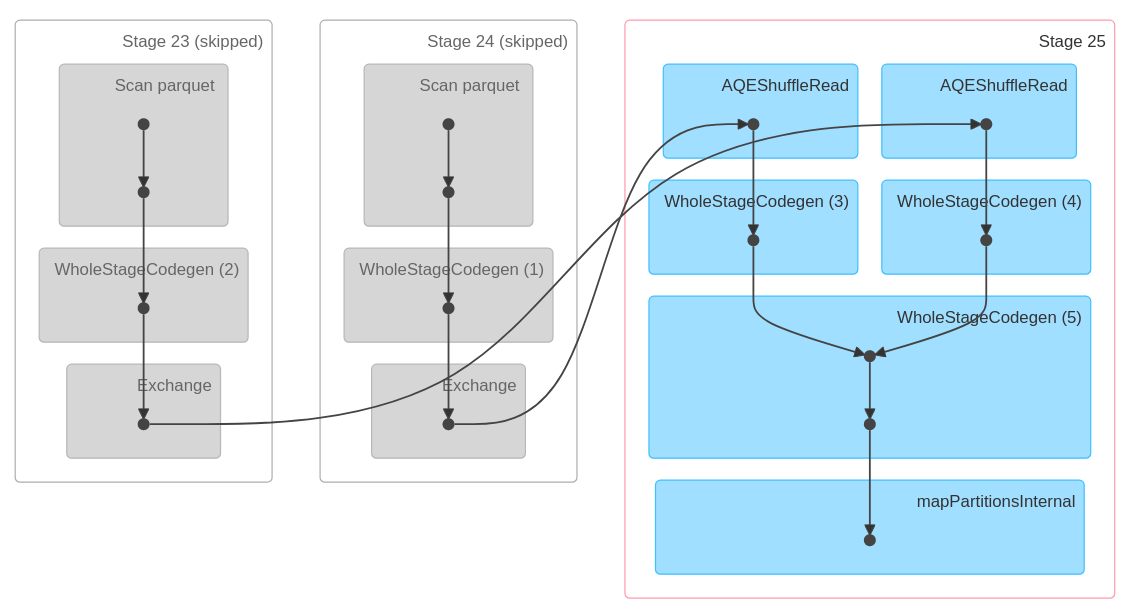 Stage 23 (skipped)
Scan parquet
WholeStageCodegen (2)
Exchange
Stage 24 (skipped)
Scan parquet
WholeStageCodegen (1)
Exchange
Stage 25
AQEShuffleRead
AQEShuffleRead
WholeStageCodegen (3)
WholeStageCodegen (4)
WholeStageCodegen (5)
mapPartitionsInternal